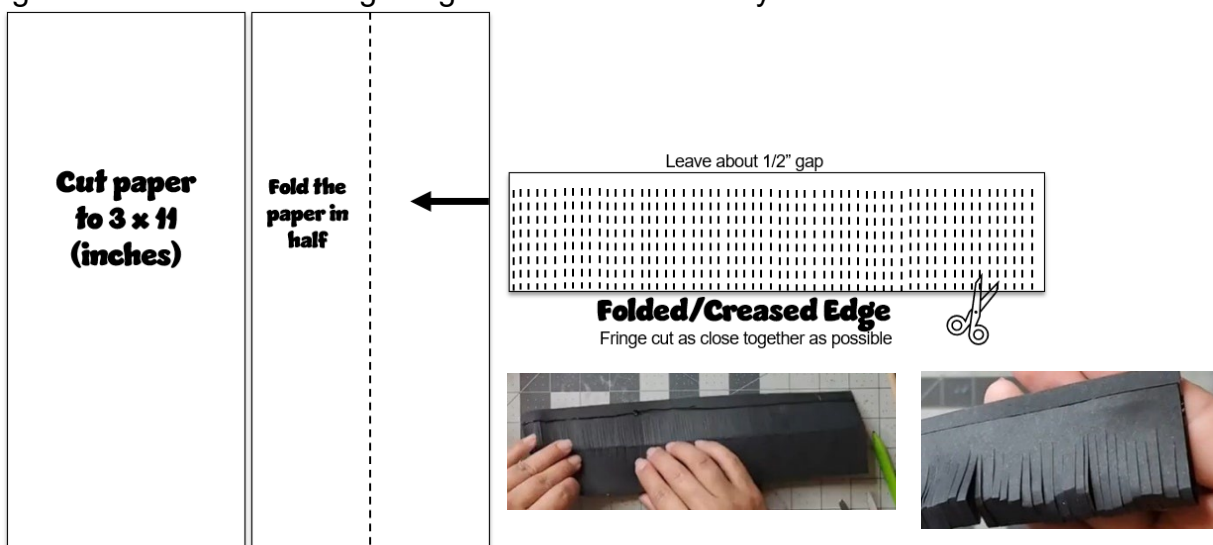 Cut paper
to 3 x 11
(inches)
Fold the
paper in
half
Leave about 1/2" gap
Folded/Creased Edge
Fringe cut as close together as possible